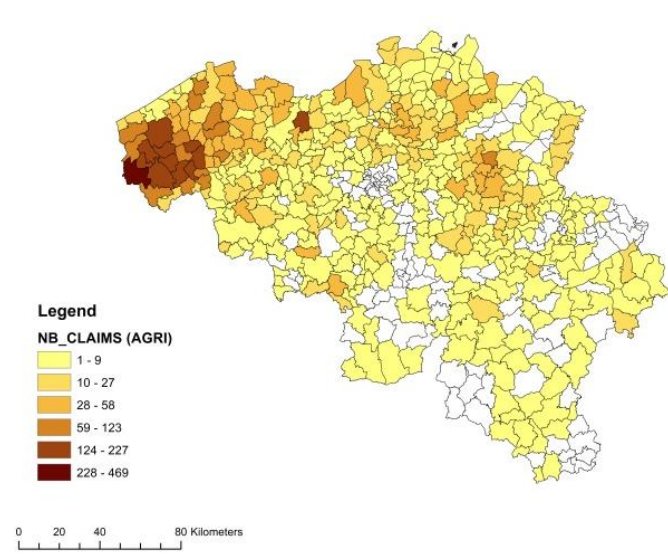 Legend
NB_CLAIMS (AGRI)
1 - 9
10 - 27
28 - 58
59 - 123
124 - 227
228 - 469
0 20 40 80 Kilometers